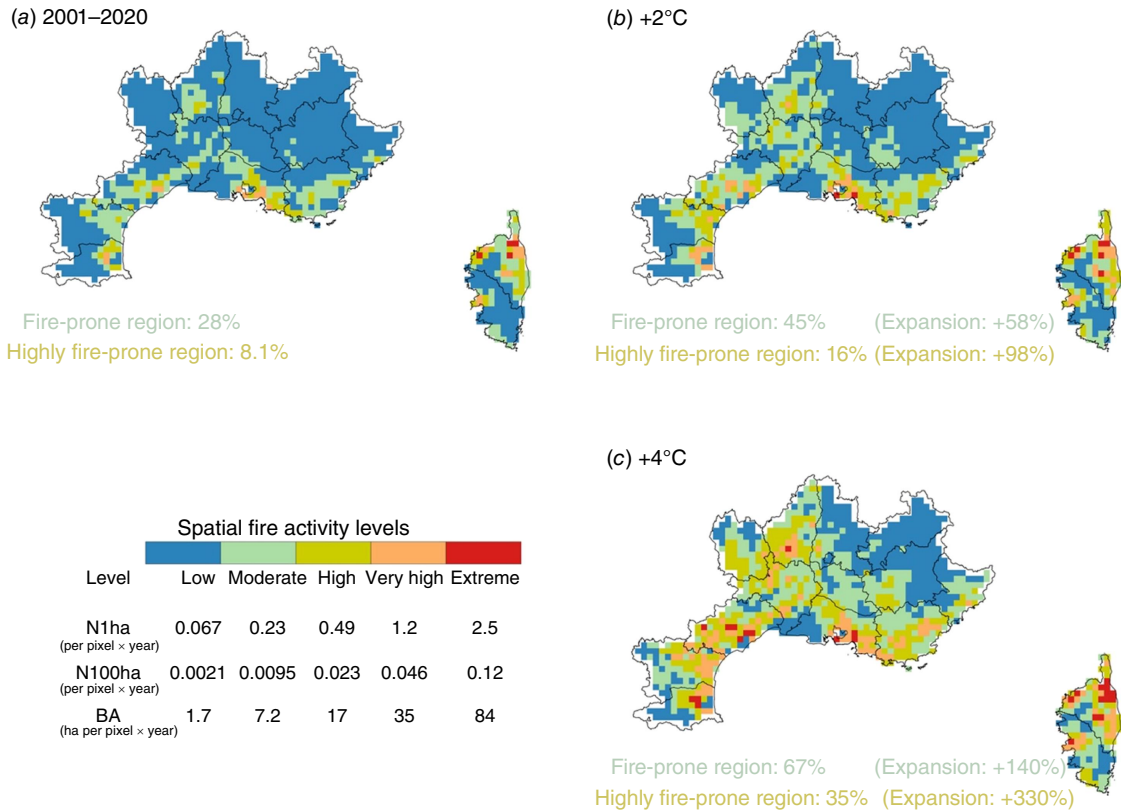 (a) 2001–2020
Fire-prone region: 28%
Highly fire-prone region: 8.1%
(b) +2°C
Fire-prone region: 45% (Expansion: +58%)
Highly fire-prone region: 16% (Expansion: +98%)
Spatial fire activity levels
Level Low Moderate High Very high Extreme
N1ha 0.067 0.23 0.49 1.2 2.5
(per pixel × year)
N100ha 0.0021 0.0095 0.023 0.046 0.12
(per pixel × year)
BA 1.7 7.2 17 35 84
(ha per pixel × year)
(c) +4°C
Fire-prone region: 67% (Expansion: +140%)
Highly fire-prone region: 35% (Expansion: +330%)